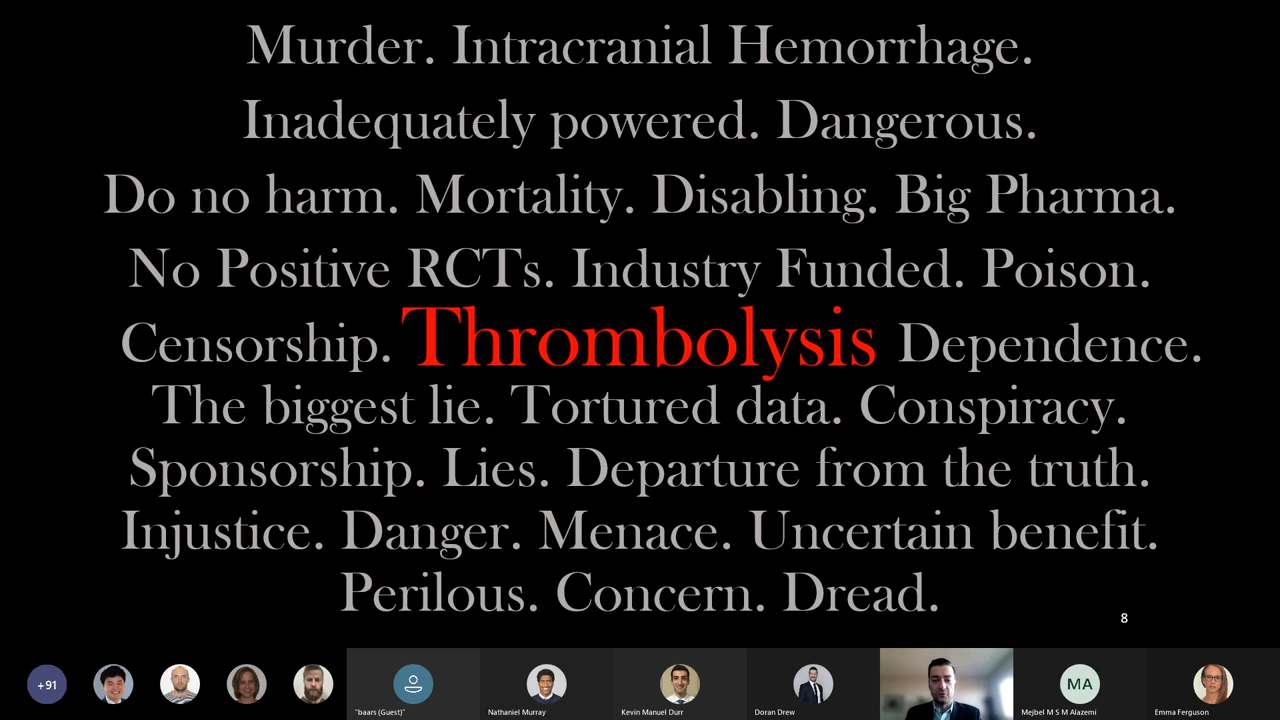 Murder. Intracranial Hemorrhage.
Inadequately powered. Dangerous.
Do no harm. Mortality. Disabling. Big Pharma.
No Positive RCTs. Industry Funded. Poison.
Censorship. Thrombolysis Dependence.
The biggest lie. Tortured data. Conspiracy.
Sponsorship. Lies. Departure from the truth.
Injustice. Danger. Menace. Uncertain benefit.
Perilous. Concern. Dread.
8
+91
MA
"baars (Guest)"
Nathaniel Murray
Kevin Manuel Durr
Doran Drew
Mejbel M S M Alazemi
Emma Ferguson